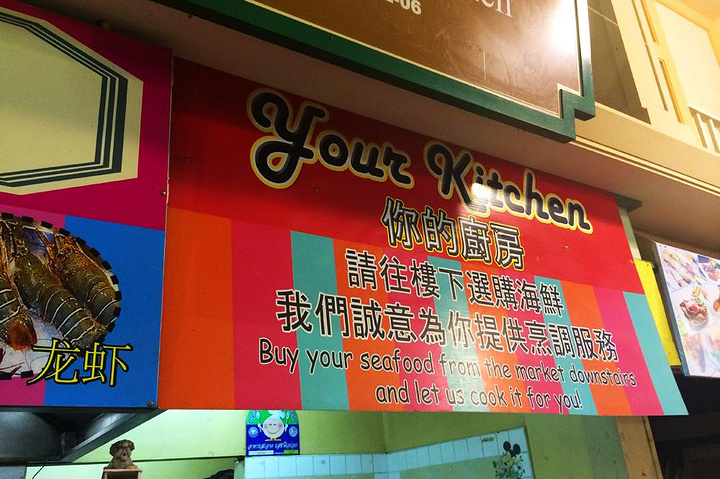 -06
Your Kitchen
你的廚房
請往樓下選購海鮮
我們誠意為你提供烹調服務
Buy your seafood from the market downstairs
and let us cook it for you!
龙虾